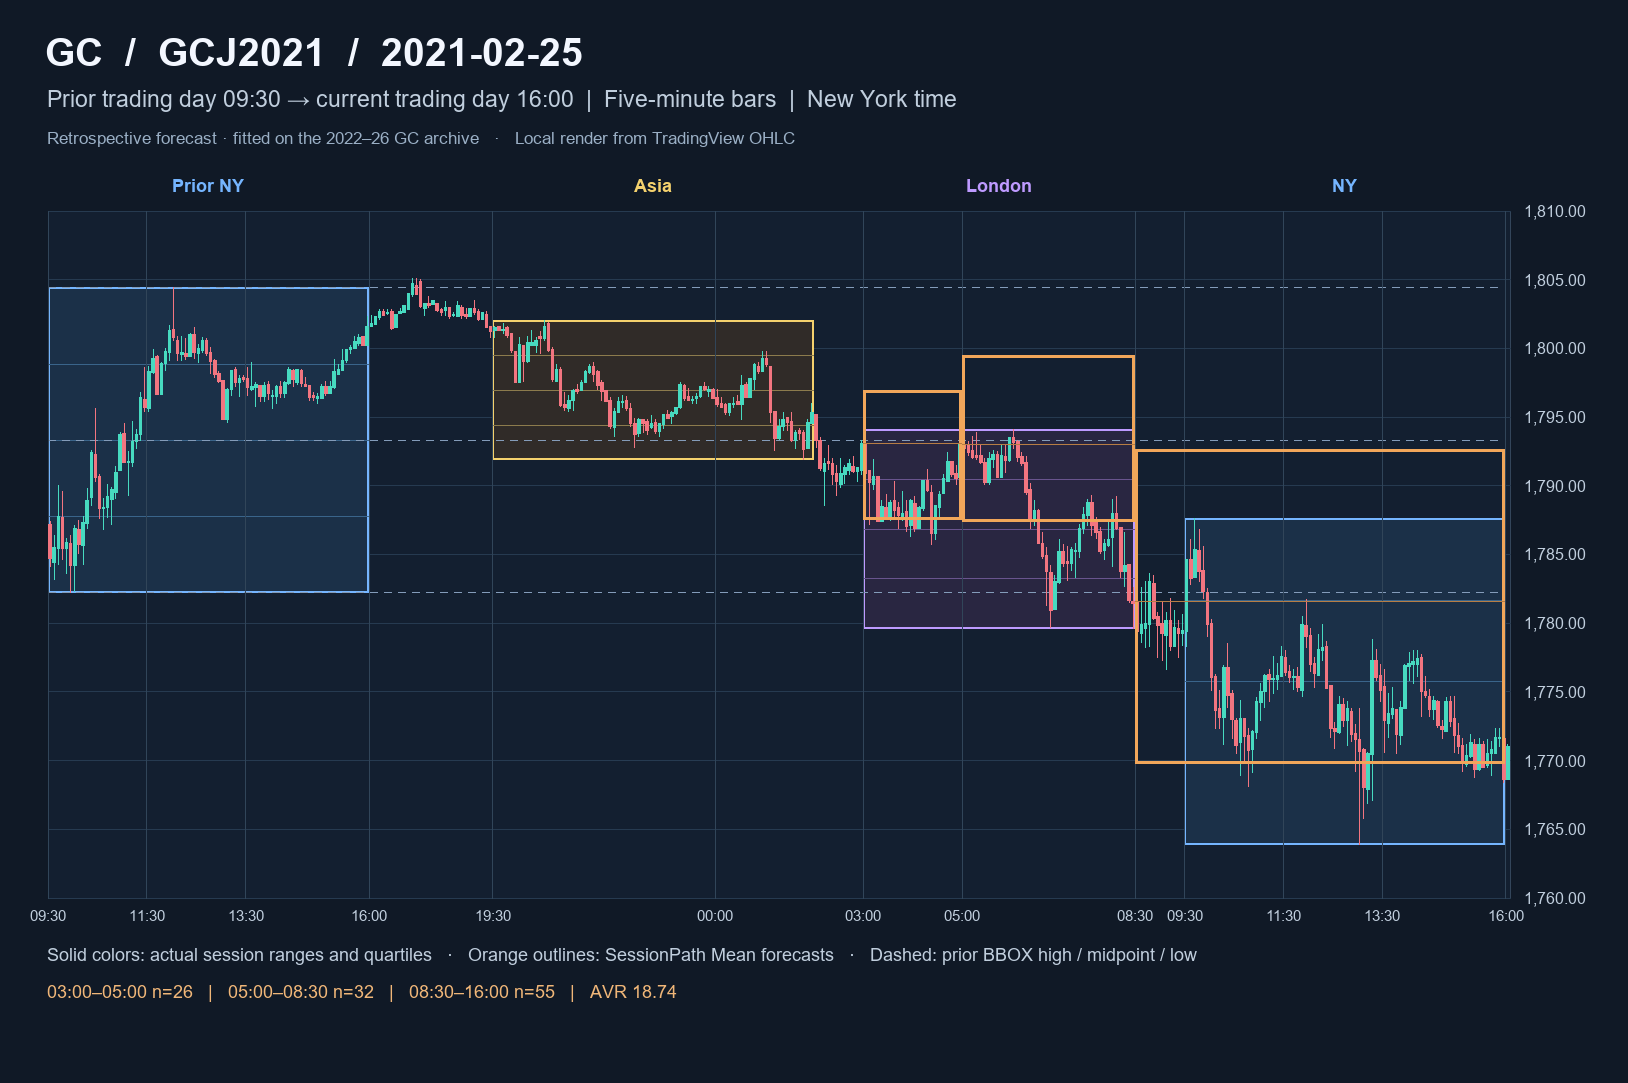 GC / GCJ2021 / 2021-02-25
Prior trading day 09:30 → current trading day 16:00 | Five-minute bars | New York time
Retrospective forecast · fitted on the 2022–26 GC archive · Local render from TradingView OHLC
Prior NY Asia London NY
1,810.00
1,805.00
1,800.00
1,795.00
1,790.00
1,785.00
1,780.00
1,775.00
1,770.00
1,765.00
1,760.00
09:30 11:30 13:30 16:00 19:30 00:00 03:00 05:00 08:30 09:30 11:30 13:30 16:00
Solid colors: actual session ranges and quartiles · Orange outlines: SessionPath Mean forecasts · Dashed: prior BBOX high / midpoint / low
03:00–05:00 n=26 | 05:00–08:30 n=32 | 08:30–16:00 n=55 | AVR 18.74